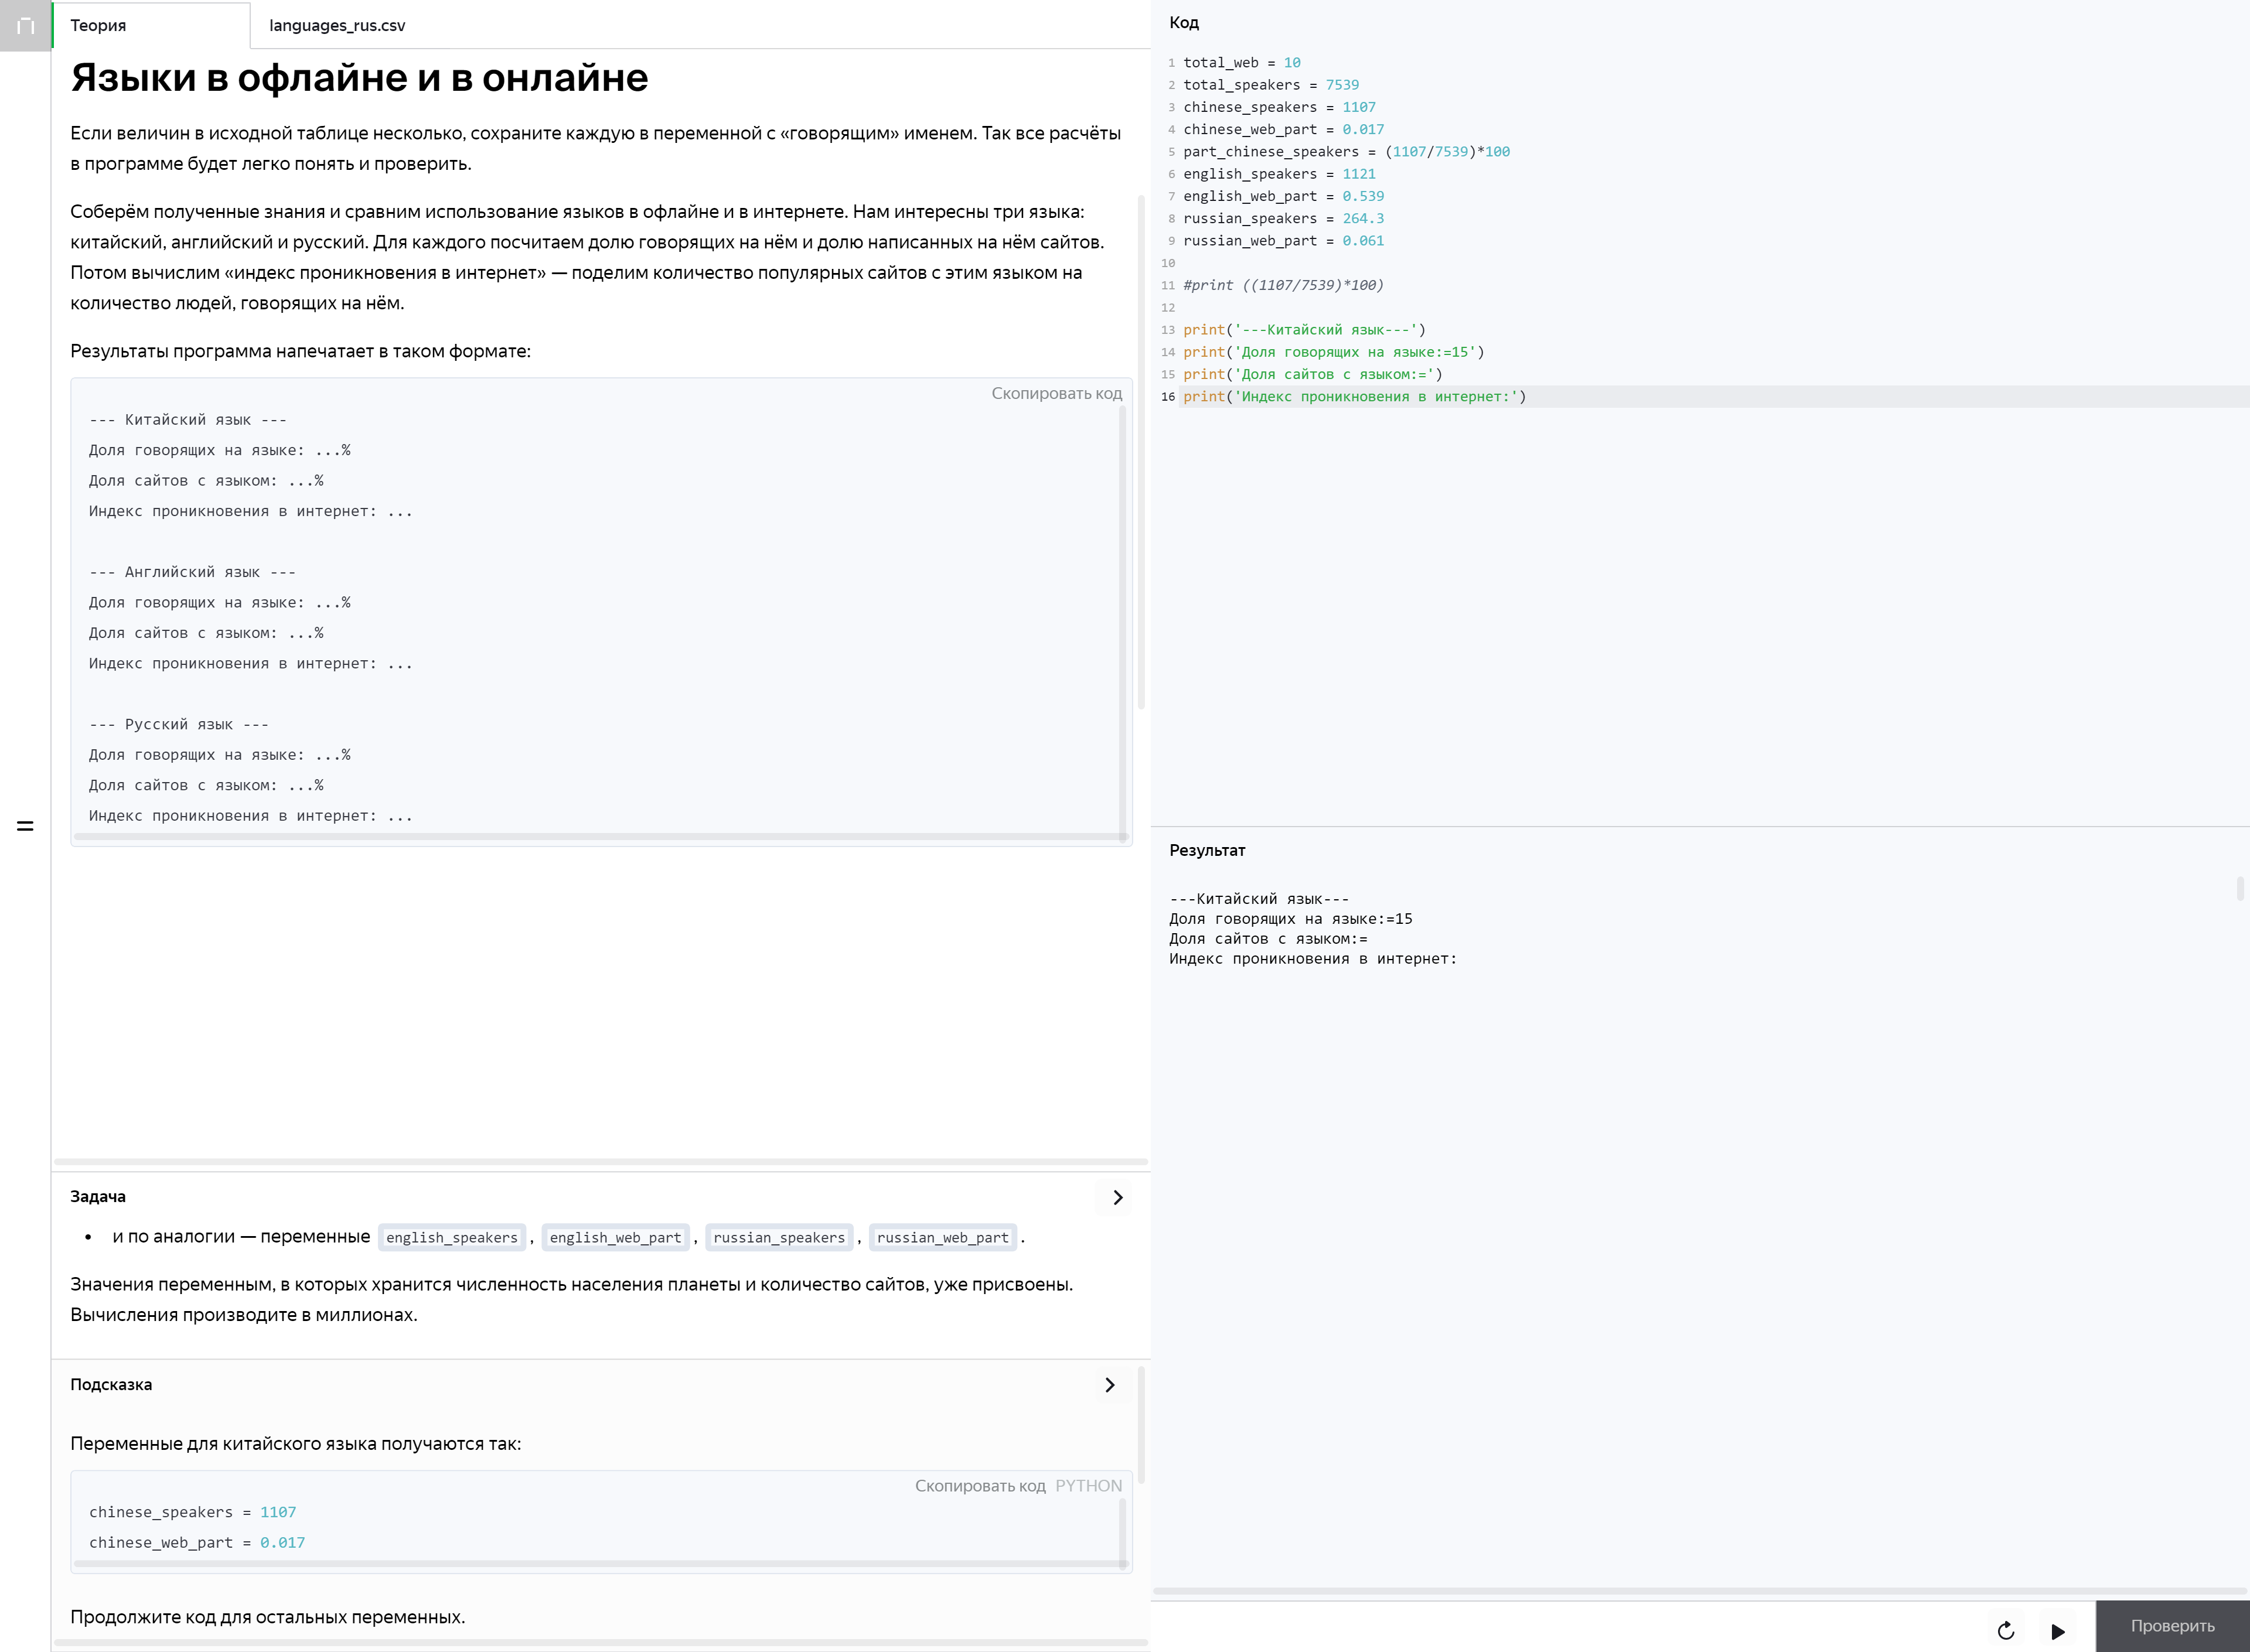 Теория
languages_rus.csv
Языки в офлайне и в онлайне
Если величин в исходной таблице несколько, сохраните каждую в переменной с «говорящим» именем. Так все расчёты
в программе будет легко понять и проверить.
Соберём полученные знания и сравним использование языков в офлайне и в интернете. Нам интересны три языка:
китайский, английский и русский. Для каждого посчитаем долю говорящих на нём и долю написанных на нём сайтов.
Потом вычислим «индекс проникновения в интернет» — поделим количество популярных сайтов с этим языком на
количество людей, говорящих на нём.
Результаты программа напечатает в таком формате:
Скопировать код
--- Китайский язык ---
Доля говорящих на языке: ...%
Доля сайтов с языком: ...%
Индекс проникновения в интернет: ...
--- Английский язык ---
Доля говорящих на языке: ...%
Доля сайтов с языком: ...%
Индекс проникновения в интернет: ...
--- Русский язык ---
Доля говорящих на языке: ...%
Доля сайтов с языком: ...%
Индекс проникновения в интернет: ...
Задача
• и по аналогии — переменные english_speakers , english_web_part , russian_speakers , russian_web_part .
Значения переменным, в которых хранится численность населения планеты и количество сайтов, уже присвоены.
Вычисления производите в миллионах.
Подсказка
Переменные для китайского языка получаются так:
Скопировать код PYTHON
chinese_speakers = 1107
chinese_web_part = 0.017
Продолжите код для остальных переменных.
Код
1 total_web = 10
2 total_speakers = 7539
3 chinese_speakers = 1107
4 chinese_web_part = 0.017
5 part_chinese_speakers = (1107/7539)*100
6 english_speakers = 1121
7 english_web_part = 0.539
8 russian_speakers = 264.3
9 russian_web_part = 0.061
10
11 #print ((1107/7539)*100)
12
13 print('---Китайский язык---')
14 print('Доля говорящих на языке:=15')
15 print('Доля сайтов с языком:=')
16 print('Индекс проникновения в интернет:')
Результат
---Китайский язык---
Доля говорящих на языке:=15
Доля сайтов с языком:=
Индекс проникновения в интернет:
Проверить